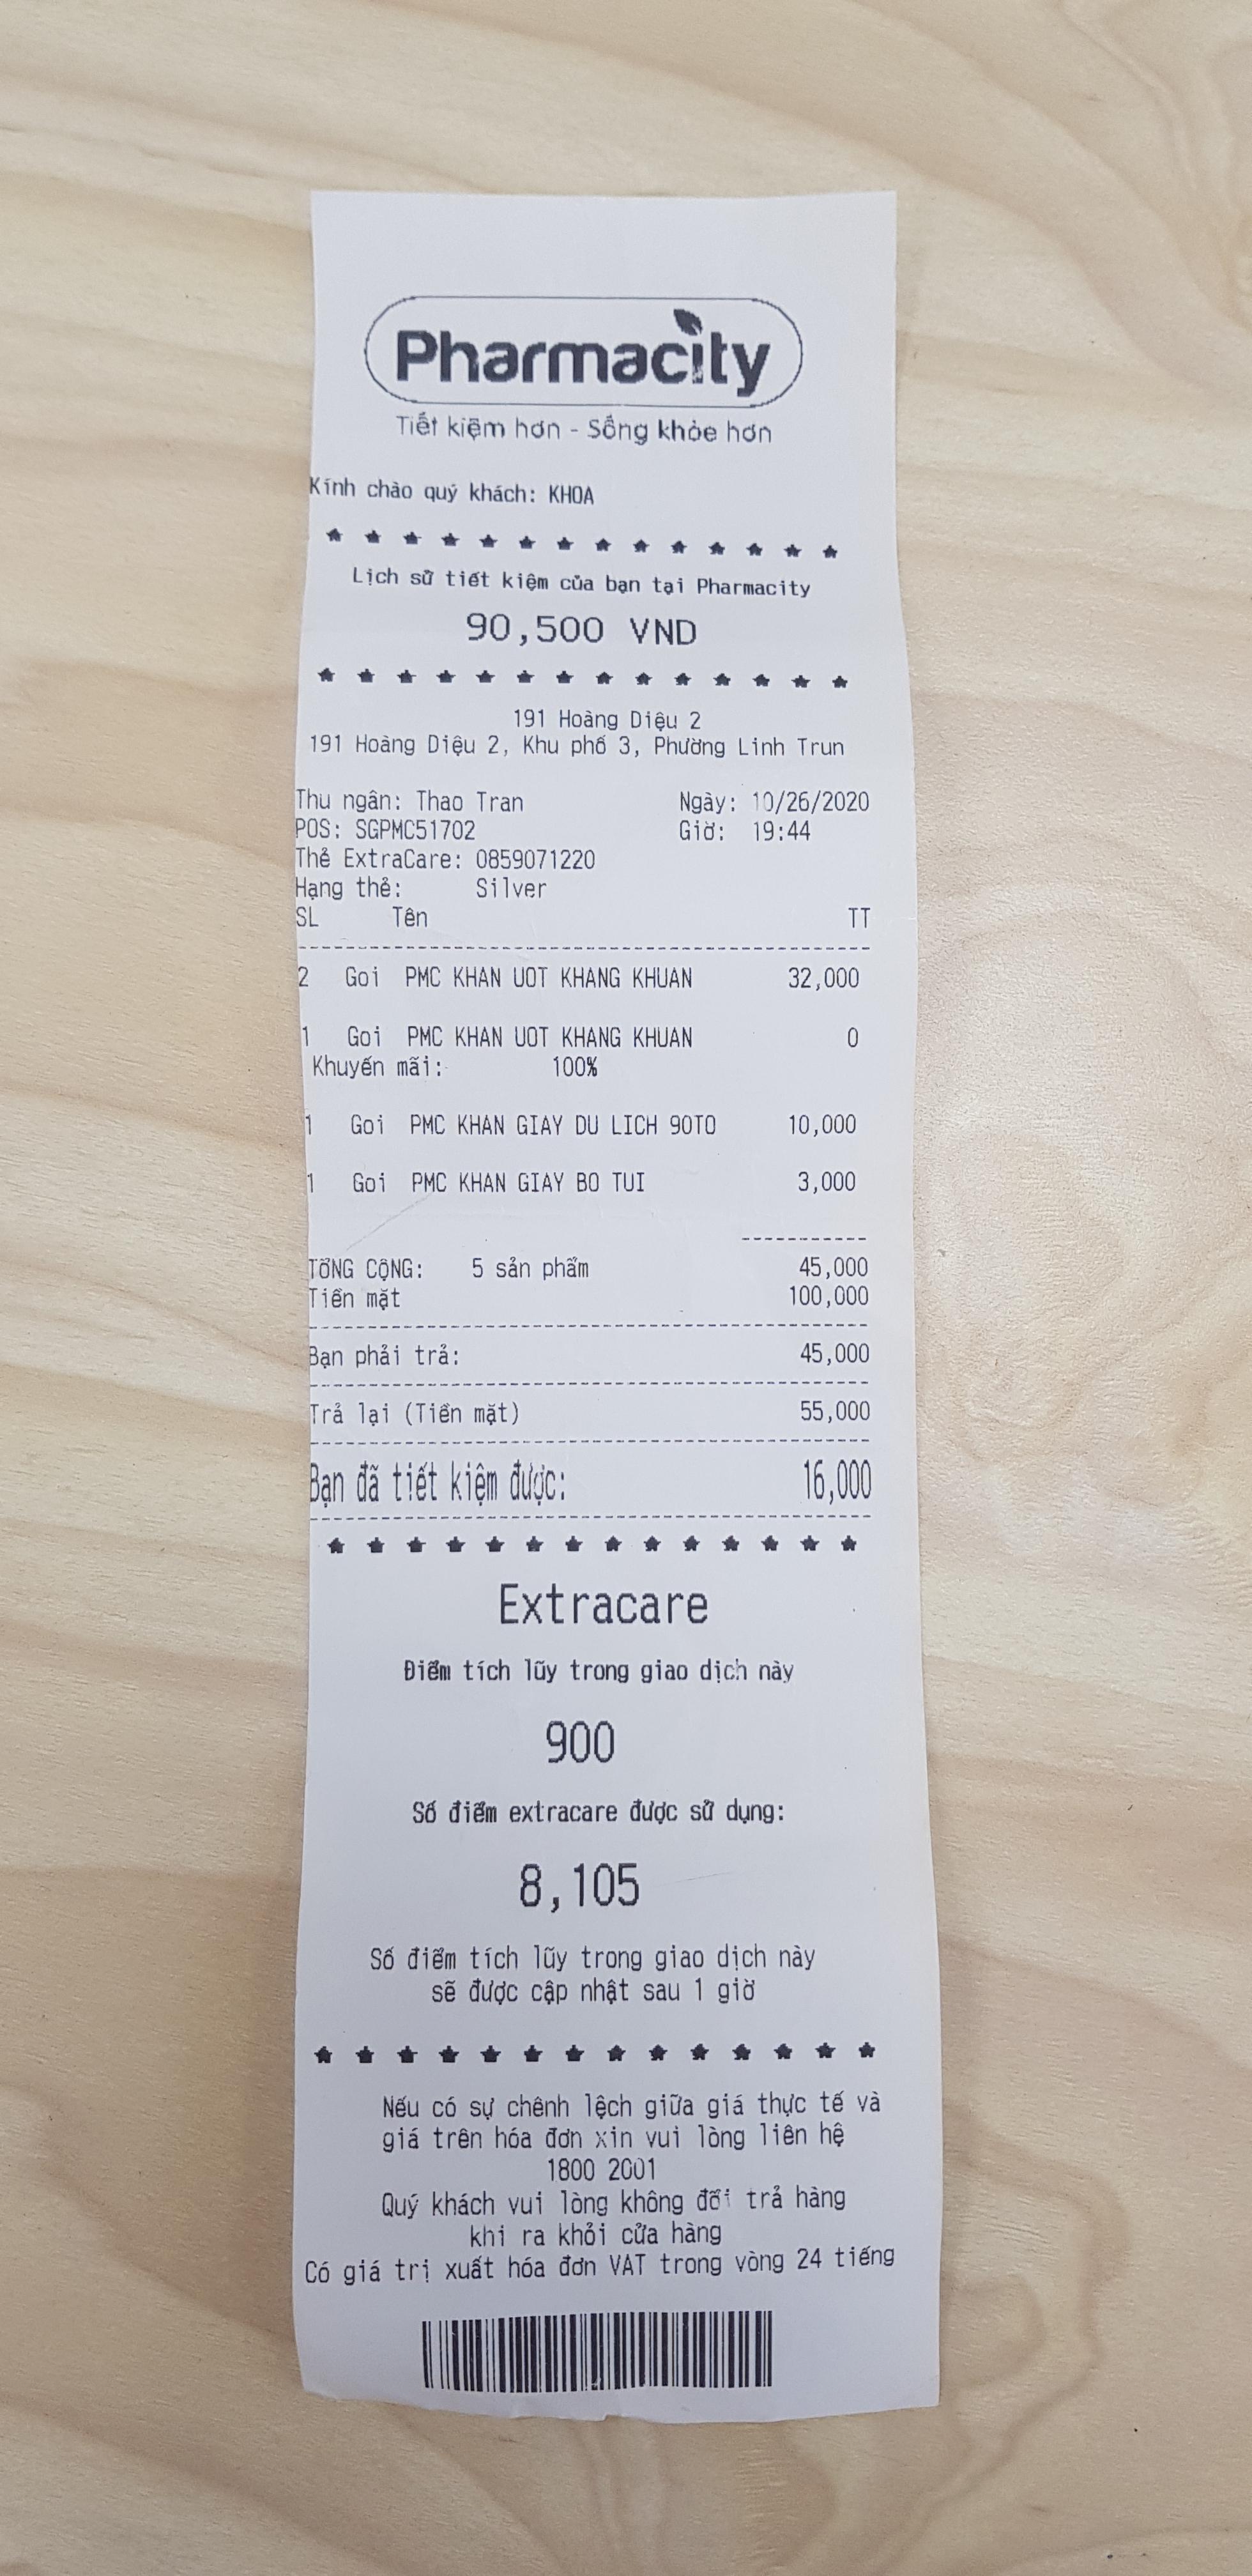 Pharmacity
Tiết kiệm hơn - Sống khỏe hơn
Kính chào quý khách: KHOA
Lịch sử tiết kiệm của bạn tại Pharmacity
90,500 VND
191 Hoàng Diệu 2
191 Hoàng Diệu 2, Khu phố 3, Phường Linh Trun
Thu ngân: Thao Tran Ngày: 10/26/2020
POS: SGPMC51702 Giờ: 19:44
Thẻ ExtraCare: 0859071220
Hạng thẻ: Silver
SL Tên TT
2 Goi PMC KHAN UOT KHANG KHUAN 32,000
1 Goi PMC KHAN UOT KHANG KHUAN 0
Khuyến mãi: 100%
1 Goi PMC KHAN GIAY DU LICH 90TO 10,000
1 Goi PMC KHAN GIAY BO TUI 3,000
TỔNG CỘNG: 5 sản phẩm 45,000
Tiền mặt 100,000
Bạn phải trả: 45,000
Trả lại (Tiền mặt) 55,000
Bạn đã tiết kiệm được: 16,000
Extracare
Điểm tích lũy trong giao dịch này
900
Số điểm extracare được sử dụng:
8,105
Số điểm tích lũy trong giao dịch này
sẽ được cập nhật sau 1 giờ
Nếu có sự chênh lệch giữa giá thực tế và
giá trên hóa đơn xin vui lòng liên hệ
1800 2001
Quý khách vui lòng không đổi trả hàng
khi ra khỏi cửa hàng
Có giá trị xuất hóa đơn VAT trong vòng 24 tiếng